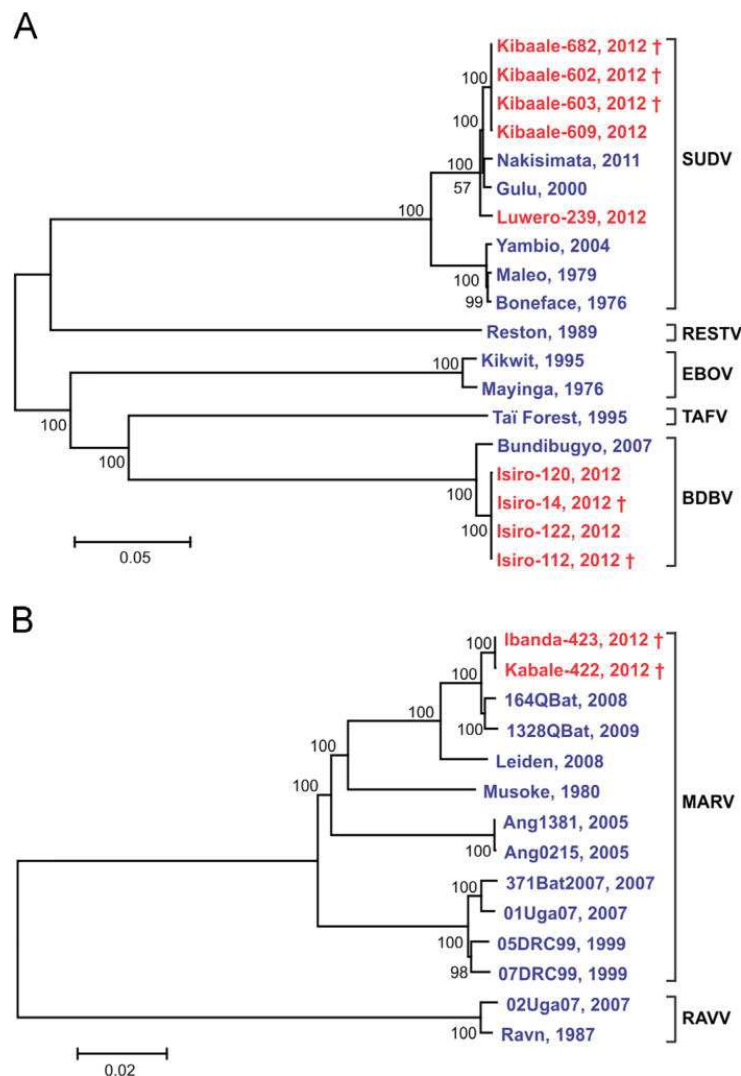 A
Kibaale-682, 2012 †
100
Kibaale-602, 2012 †
Kibaale-603, 2012 †
100
Kibaale-609, 2012
SUDV
100
Nakisimata, 2011
57
Gulu, 2000
100
Luwero-239, 2012
Yambio, 2004
100
Maleo, 1979
99
Boneface, 1976
Reston, 1989
RESTV
100
Kikwit, 1995
EBOV
Mayinga, 1976
100
Taï Forest, 1995
TAFV
100
Bundibugyo, 2007
100
Isiro-120, 2012
BDBV
Isiro-14, 2012 †
100
Isiro-122, 2012
Isiro-112, 2012 †
0.05
B
100
Ibanda-423, 2012 †
100
Kabale-422, 2012 †
164QBat, 2008
100
100
1328QBat, 2009
100
Leiden, 2008
100
Musoke, 1980
MARV
Ang1381, 2005
100
Ang0215, 2005
100
371Bat2007, 2007
01Uga07, 2007
100
05DRC99, 1999
98
07DRC99, 1999
02Uga07, 2007
RAVV
100
Ravn, 1987
0.02